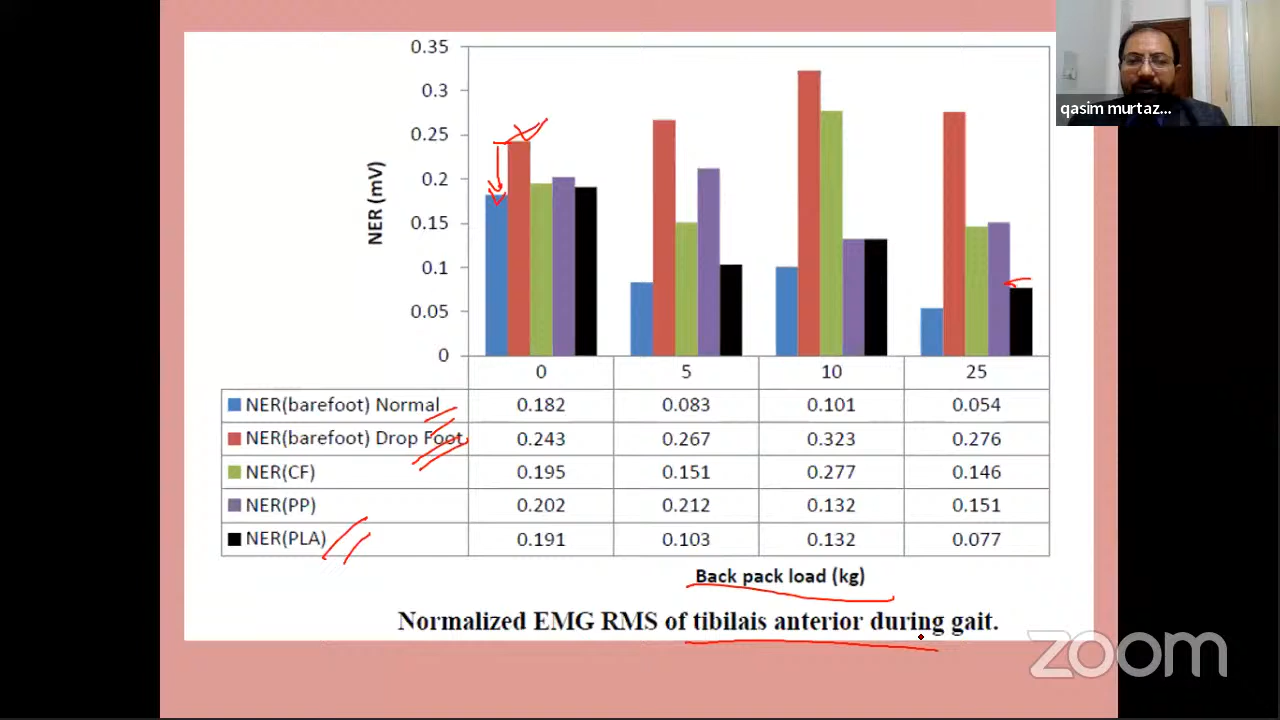 0.35
0.3
0.25
0.2
0.15
0.1
0.05
0
NER (mV)
qasim murtaz...
0 5 10 25
NER(barefoot) Normal 0.182 0.083 0.101 0.054
NER(barefoot) Drop Foot 0.243 0.267 0.323 0.276
NER(CF) 0.195 0.151 0.277 0.146
NER(PP) 0.202 0.212 0.132 0.151
NER(PLA) 0.191 0.103 0.132 0.077
Back pack load (kg)
Normalized EMG RMS of tibilais anterior during gait.
zoom